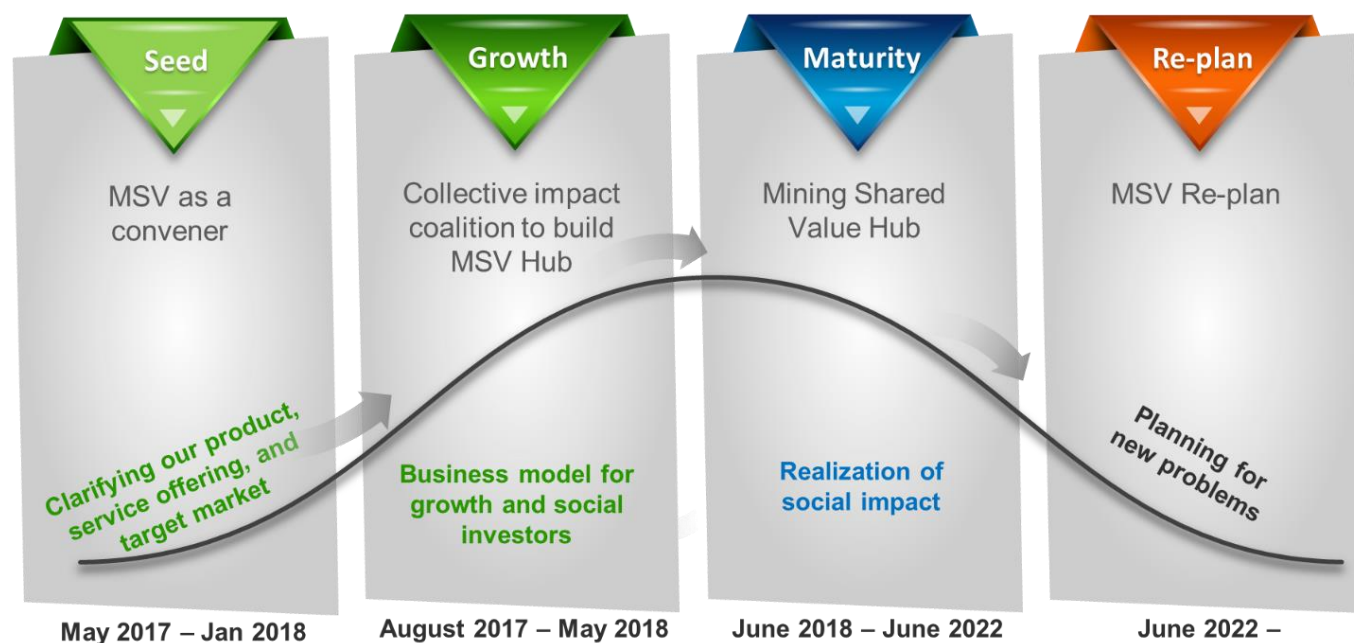 Seed
MSV as a
convener
Clarifying our product,
service offering, and
target market
May 2017 – Jan 2018
Growth
Collective impact
coalition to build
MSV Hub
Business model for
growth and social
investors
August 2017 – May 2018
Maturity
Mining Shared
Value Hub
Realization of
social impact
June 2018 – June 2022
Re-plan
MSV Re-plan
Planning for
new problems
June 2022 –